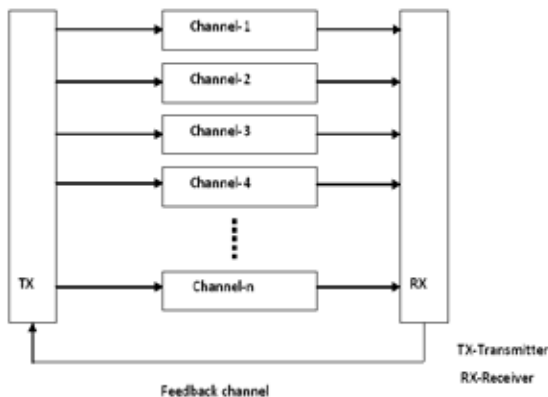 Channel-1
Channel-2
Channel-3
Channel-4
TX
Channel-n
RX
TX-Transmitter
RX-Receiver
Feedback channel